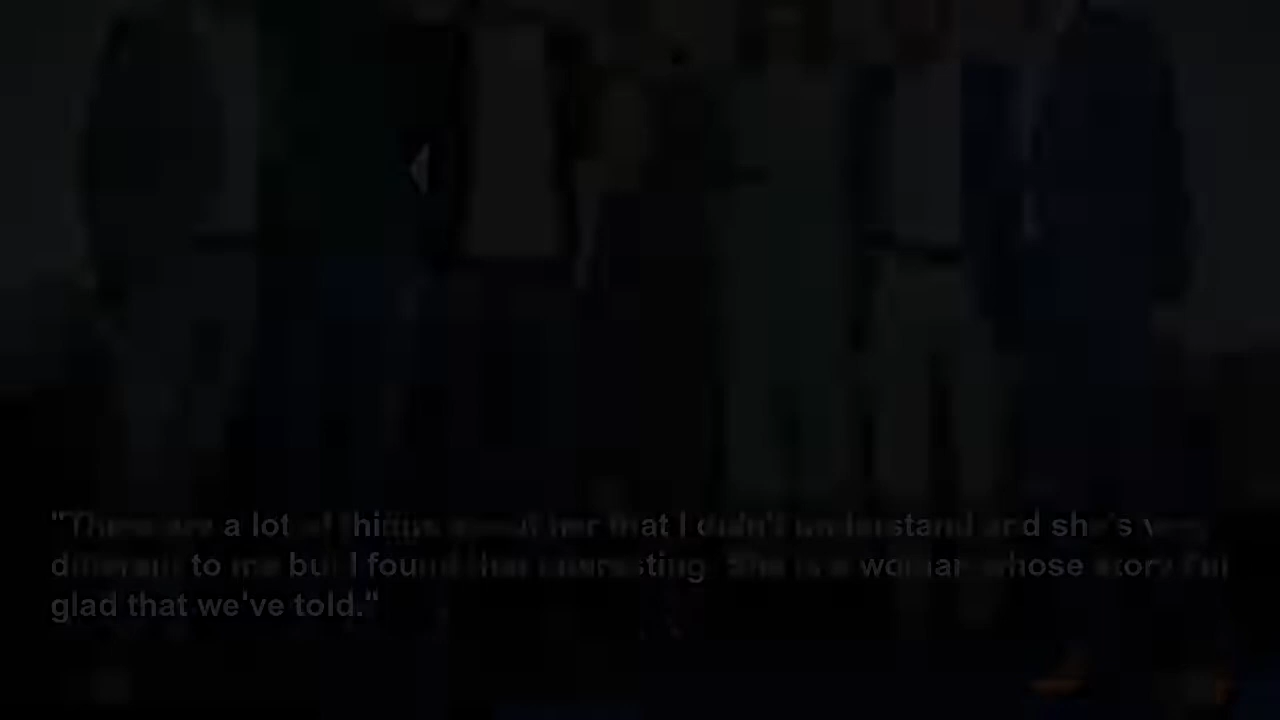 "There are a lot of things about her that I didn't understand and she's very
different to me but I found that interesting. She is a woman whose story I'm
glad that we've told."